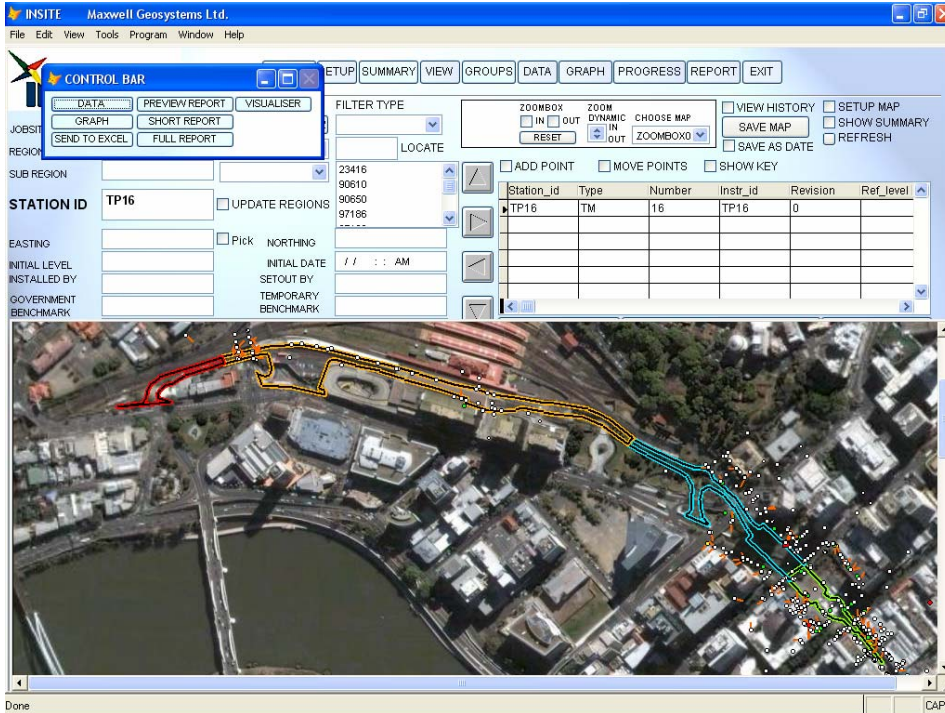 INSITE Maxwell Geosystems Ltd.
File Edit View Tools Program Window Help
CONTROL BAR
DATA PREVIEW REPORT VISUALISER
GRAPH SHORT REPORT
SEND TO EXCEL FULL REPORT
SUMMARY VIEW GROUPS DATA GRAPH PROGRESS REPORT EXIT
FILTER TYPE
LOCATE
ZOOMBOX ZOOM
IN OUT DYNAMIC IN OUT CHOOSE MAP
RESET ZOOMBOX0
VIEW HISTORY SETUP MAP
SAVE MAP SHOW SUMMARY
SAVE AS DATE REFRESH
ADD POINT MOVE POINTS SHOW KEY
SUB REGION
23416
90610
90650
97186
STATION ID TP16 UPDATE REGIONS
Station_id Type Number Instr_id Revision Ref_level
TP16 TM 16 TP16 0
EASTING Pick NORTHING
INITIAL LEVEL INITIAL DATE / / : : AM
INSTALLED BY SETOUT BY
GOVERNMENT BENCHMARK TEMPORARY BENCHMARK
Done CAP